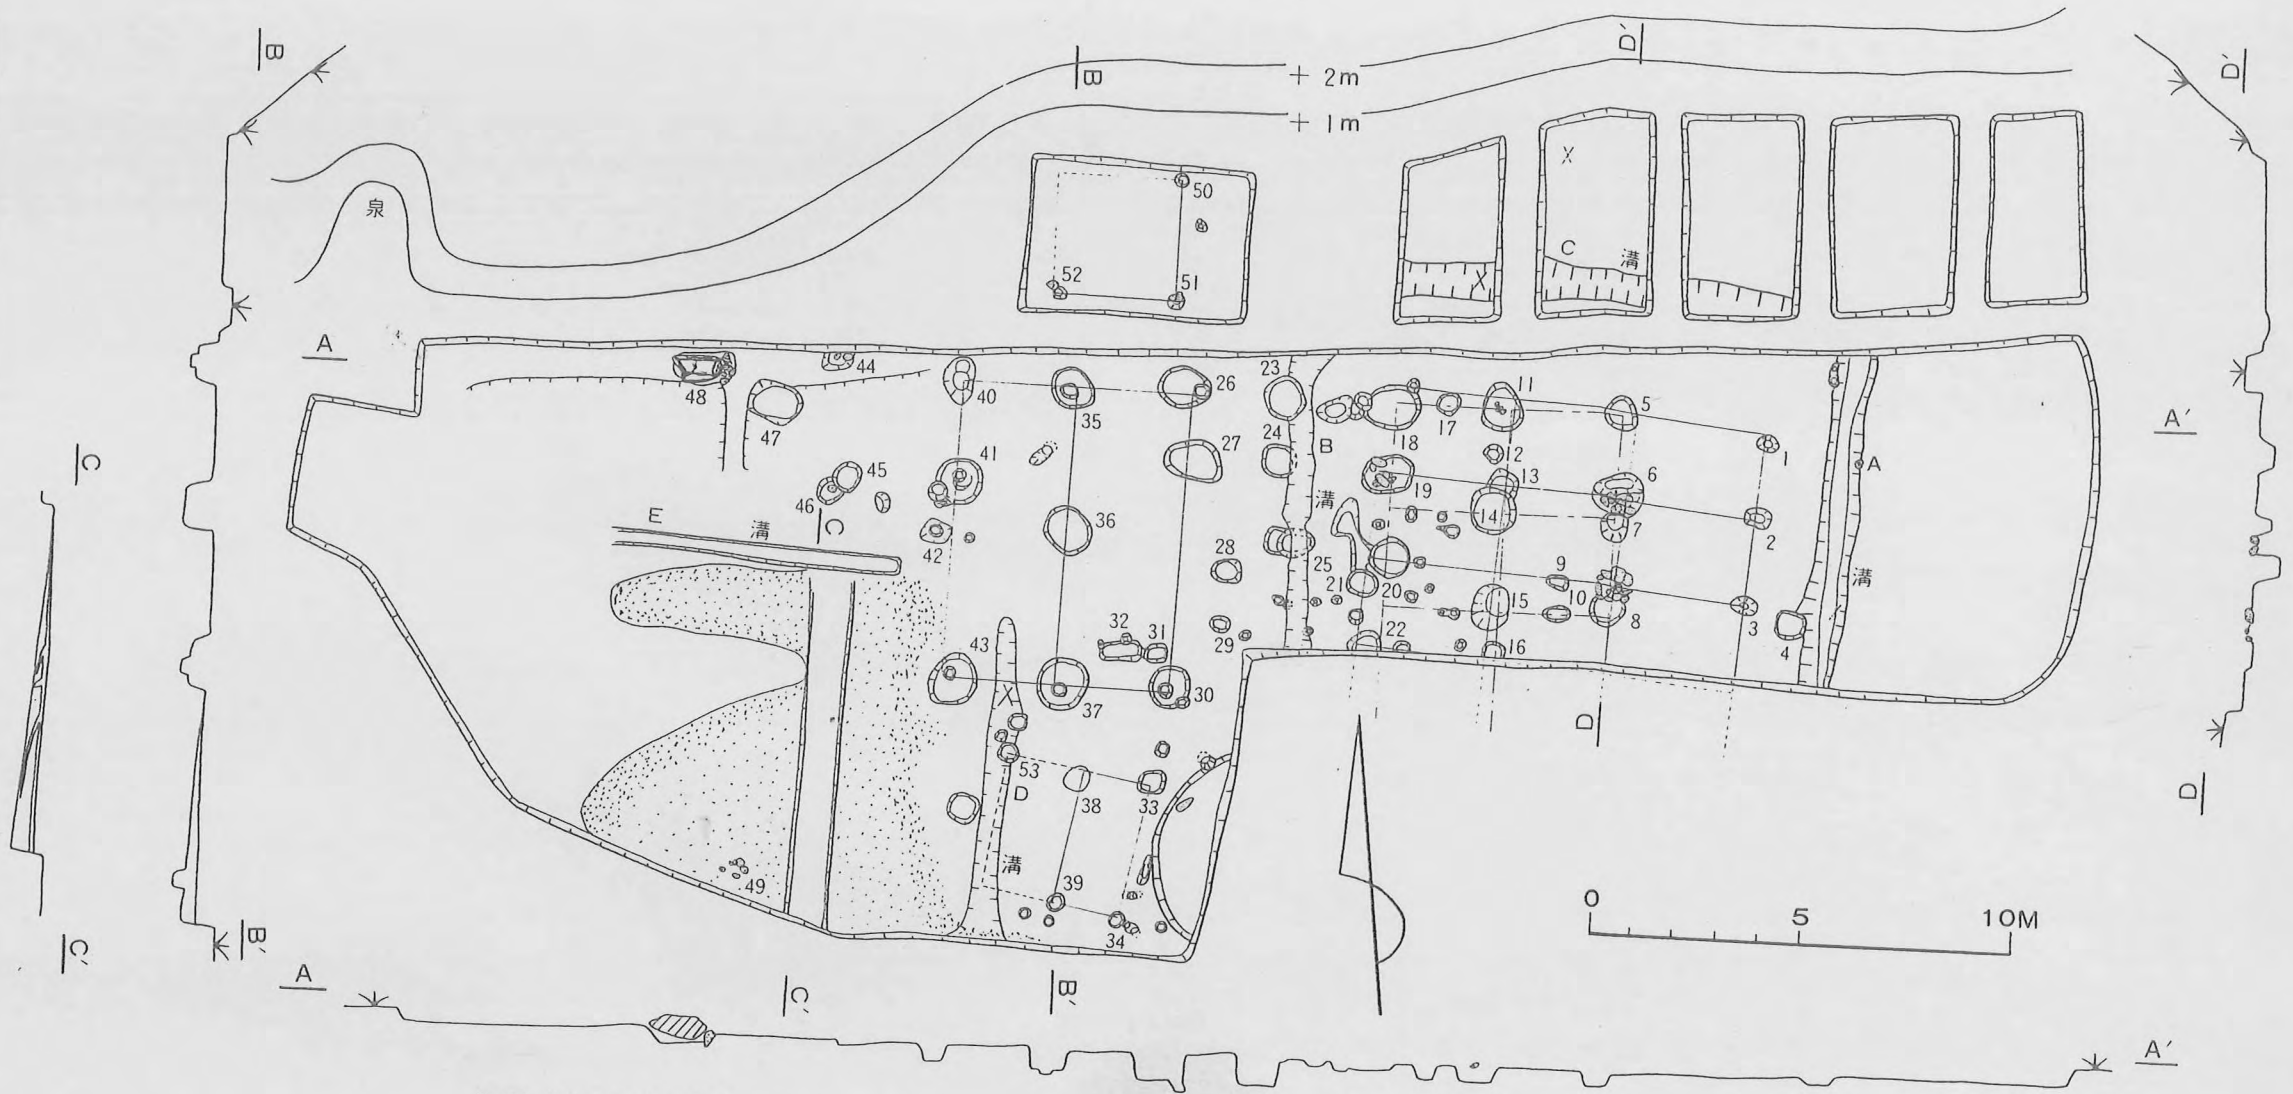 B
B
D'
D'
+ 2m
+ 1m
泉
50
52
51
X
C 溝
X
A
A'
44
48
47
40
35
26
23
11
5
17
18
24
27
B
12
1
45
41
13
6
A
46
19
C
C
E 溝
溝
36
14
7
2
42
28
25
9
溝
21
20
10
15
8
3
4
32
31
29
22
16
43
X
30
37
D
53
D
38
33
D
溝
49
39
34
0 5 10M
C'
B'
A
C'
B'
A'